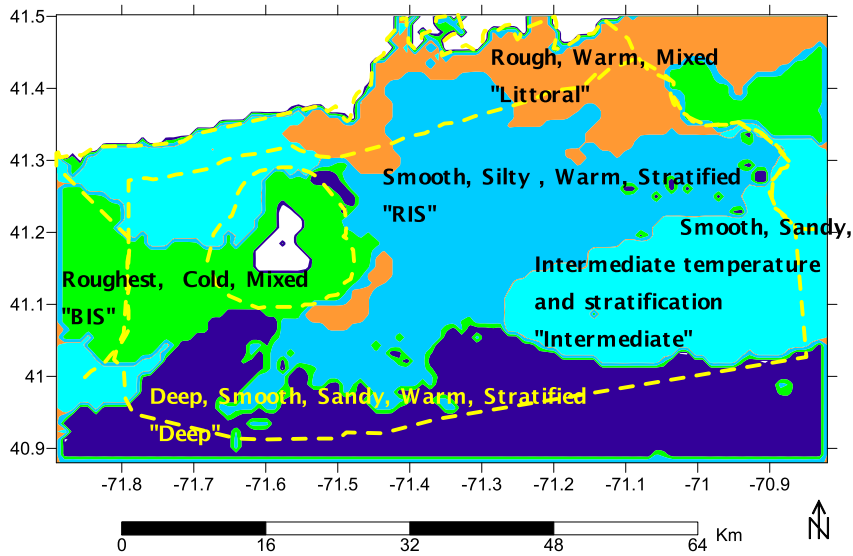 41.5
41.4
41.3
41.2
41.1
41
40.9
Rough, Warm, Mixed
"Littoral"
Smooth, Silty , Warm, Stratified
"RIS"
Smooth, Sandy,
Intermediate temperature
and stratification
"Intermediate"
Roughest, Cold, Mixed
"BIS"
Deep, Smooth, Sandy, Warm, Stratified
"Deep"
-71.8 -71.7 -71.6 -71.5 -71.4 -71.3 -71.2 -71.1 -71 -70.9
0 16 32 48 64 Km
N